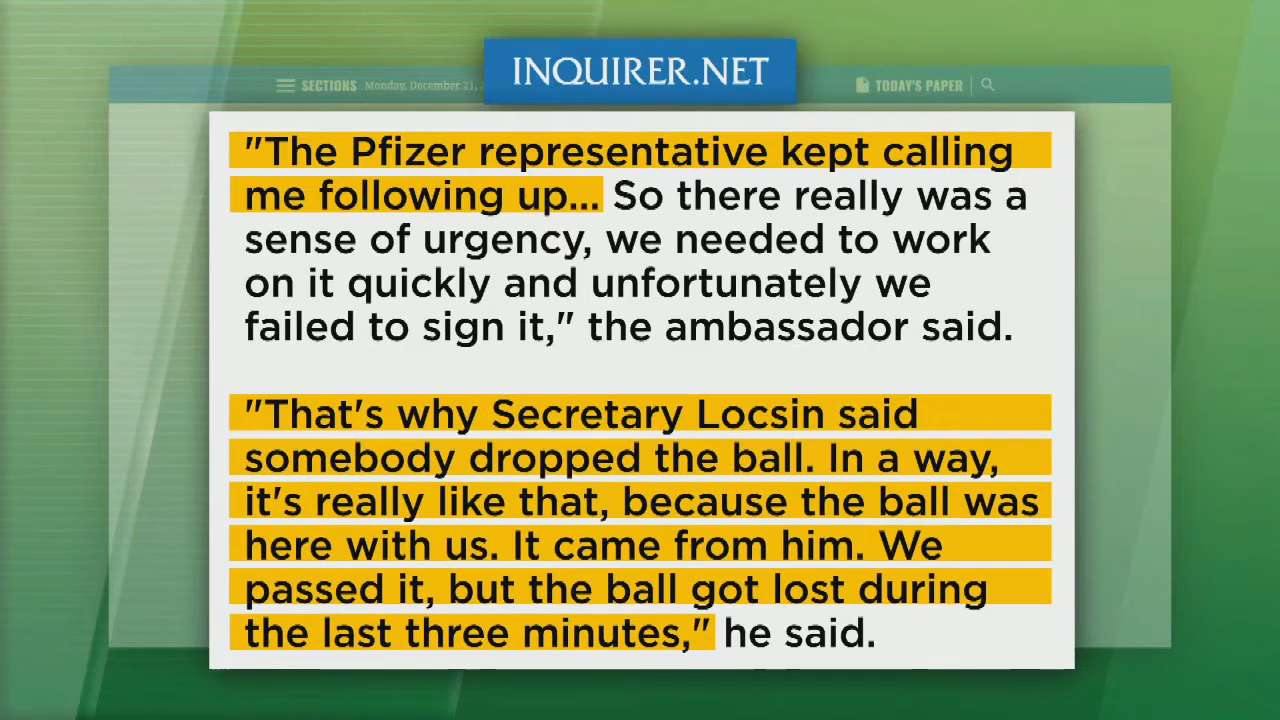 INQUIRER.NET
SECTIONS Monday, December 21, TODAY'S PAPER
"The Pfizer representative kept calling
me following up... So there really was a
sense of urgency, we needed to work
on it quickly and unfortunately we
failed to sign it," the ambassador said.
"That's why Secretary Locsin said
somebody dropped the ball. In a way,
it's really like that, because the ball was
here with us. It came from him. We
passed it, but the ball got lost during
the last three minutes," he said.